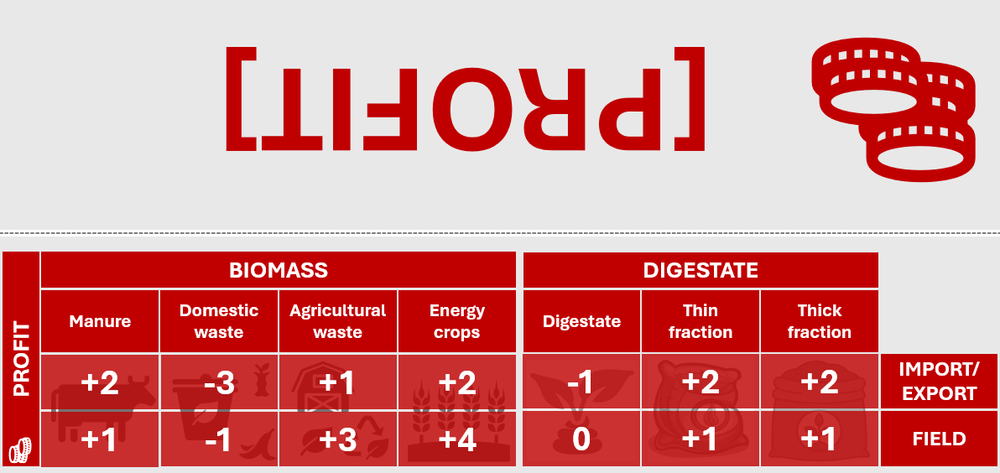 [PROFIT]
BIOMASS
DIGESTATE
PROFIT
Manure
Domestic
waste
Agricultural
waste
Energy
crops
Digestate
Thin
fraction
Thick
fraction
+2 -3 +1 +2 -1 +2 +2
IMPORT/
EXPORT
+1 -1 +3 +4 0 +1 +1
FIELD